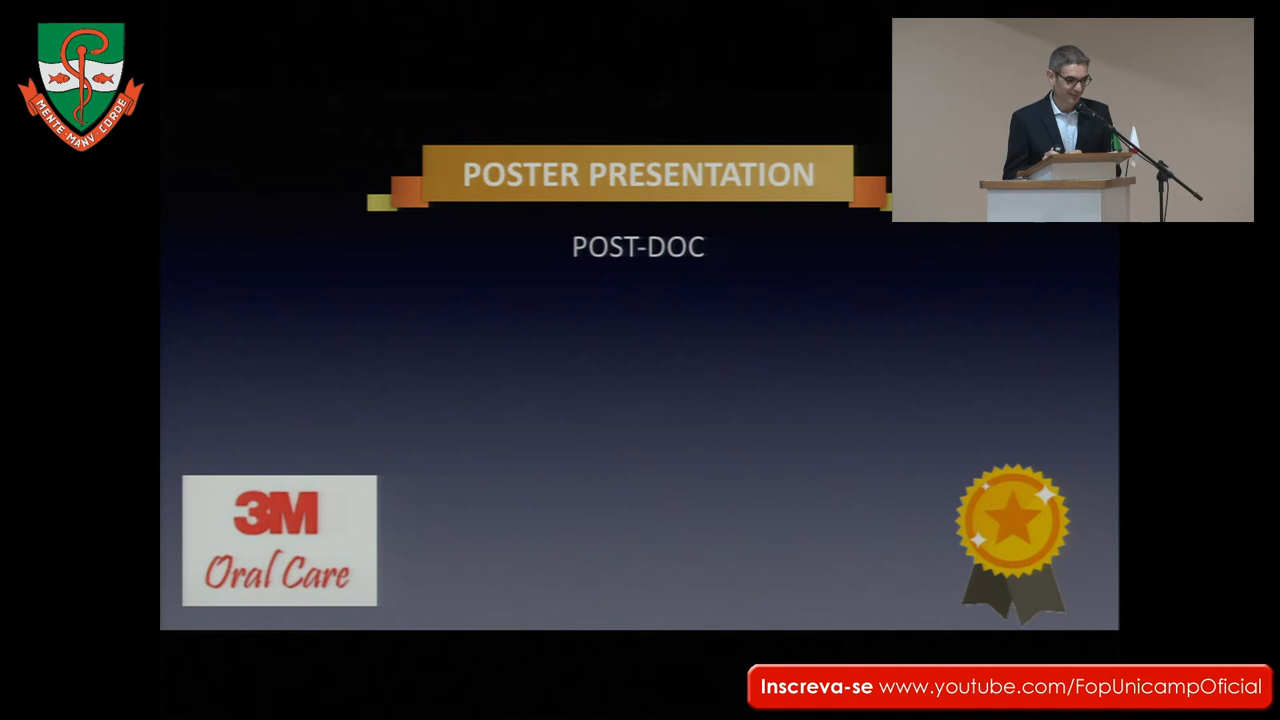 MENTE·MANV·CORDE
POSTER PRESENTATION
POST-DOC
3M
Oral Care
Inscreva-se www.youtube.com/FopUnicampOficial